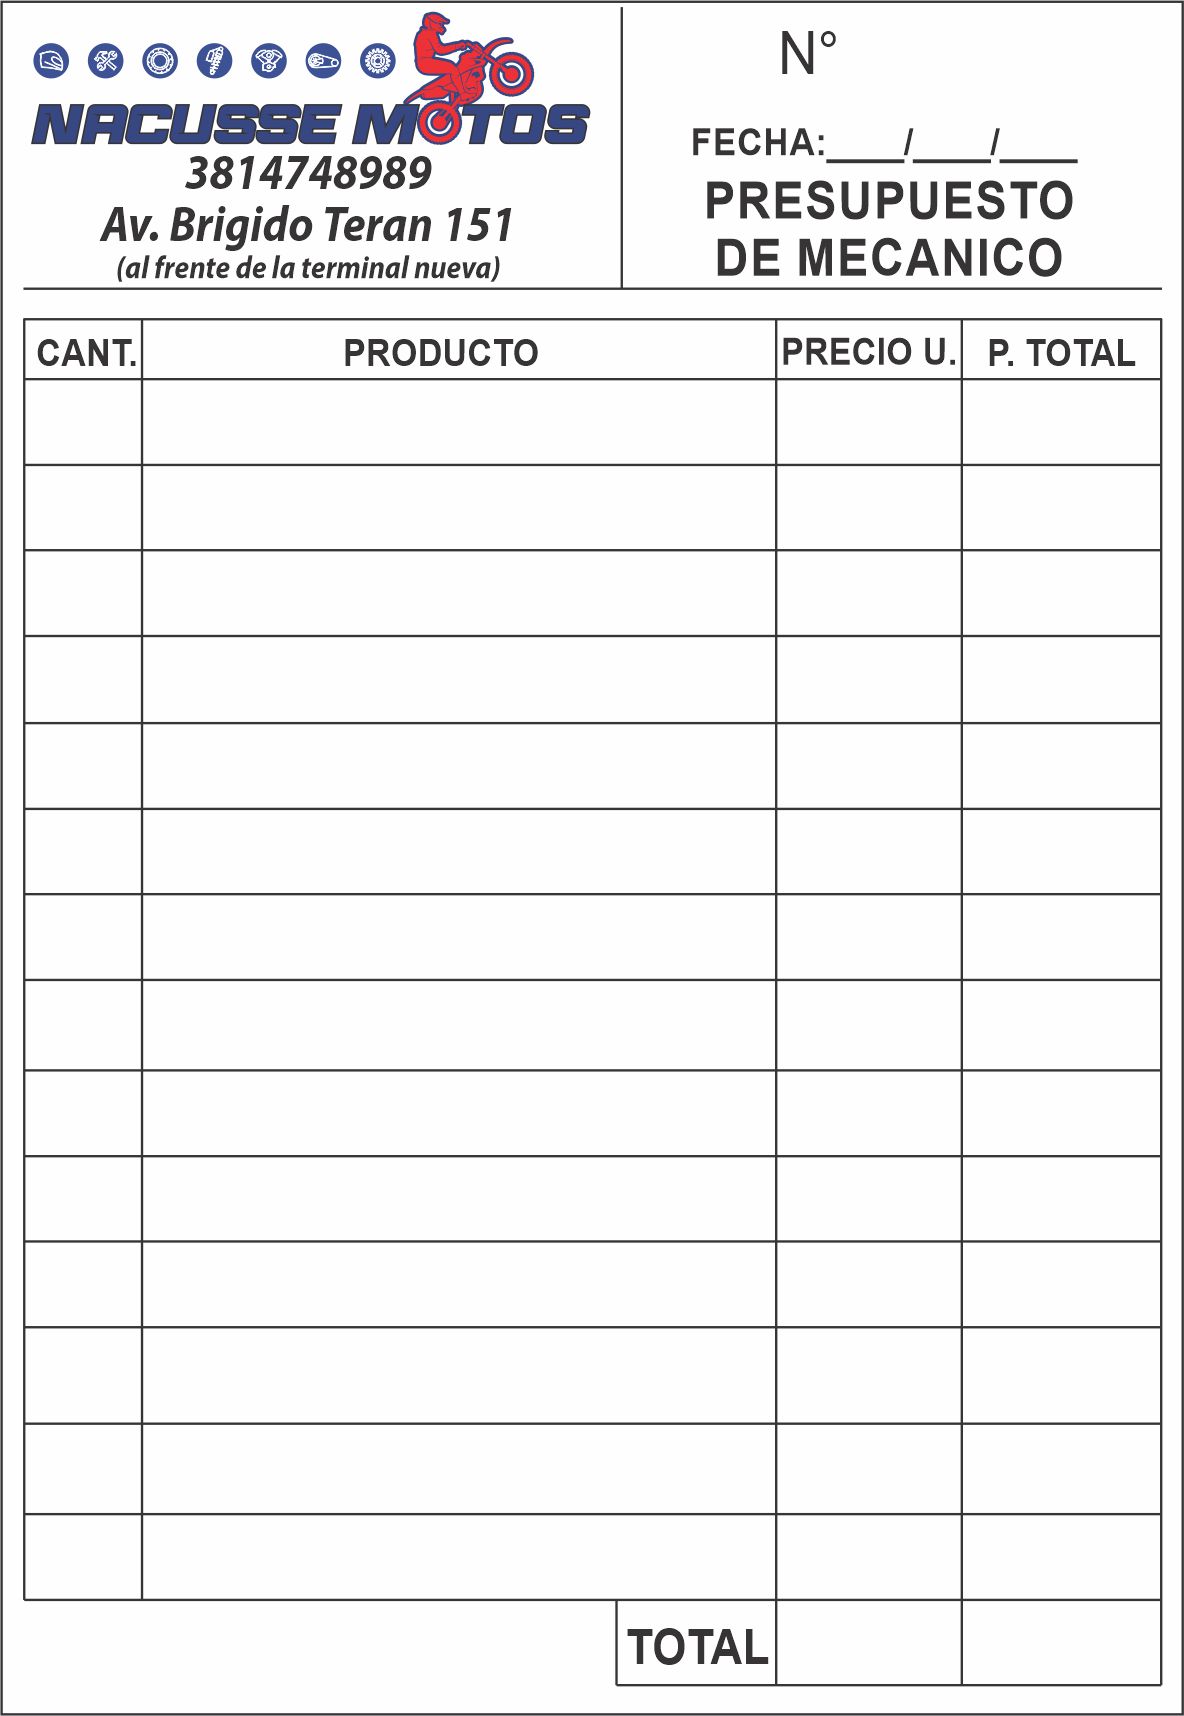 NACUSSE MOTOS
3814748989
Av. Brigido Teran 151
(al frente de la terminal nueva)
N°
FECHA:____/____/____
PRESUPUESTO
DE MECANICO
CANT. PRODUCTO PRECIO U. P. TOTAL
TOTAL